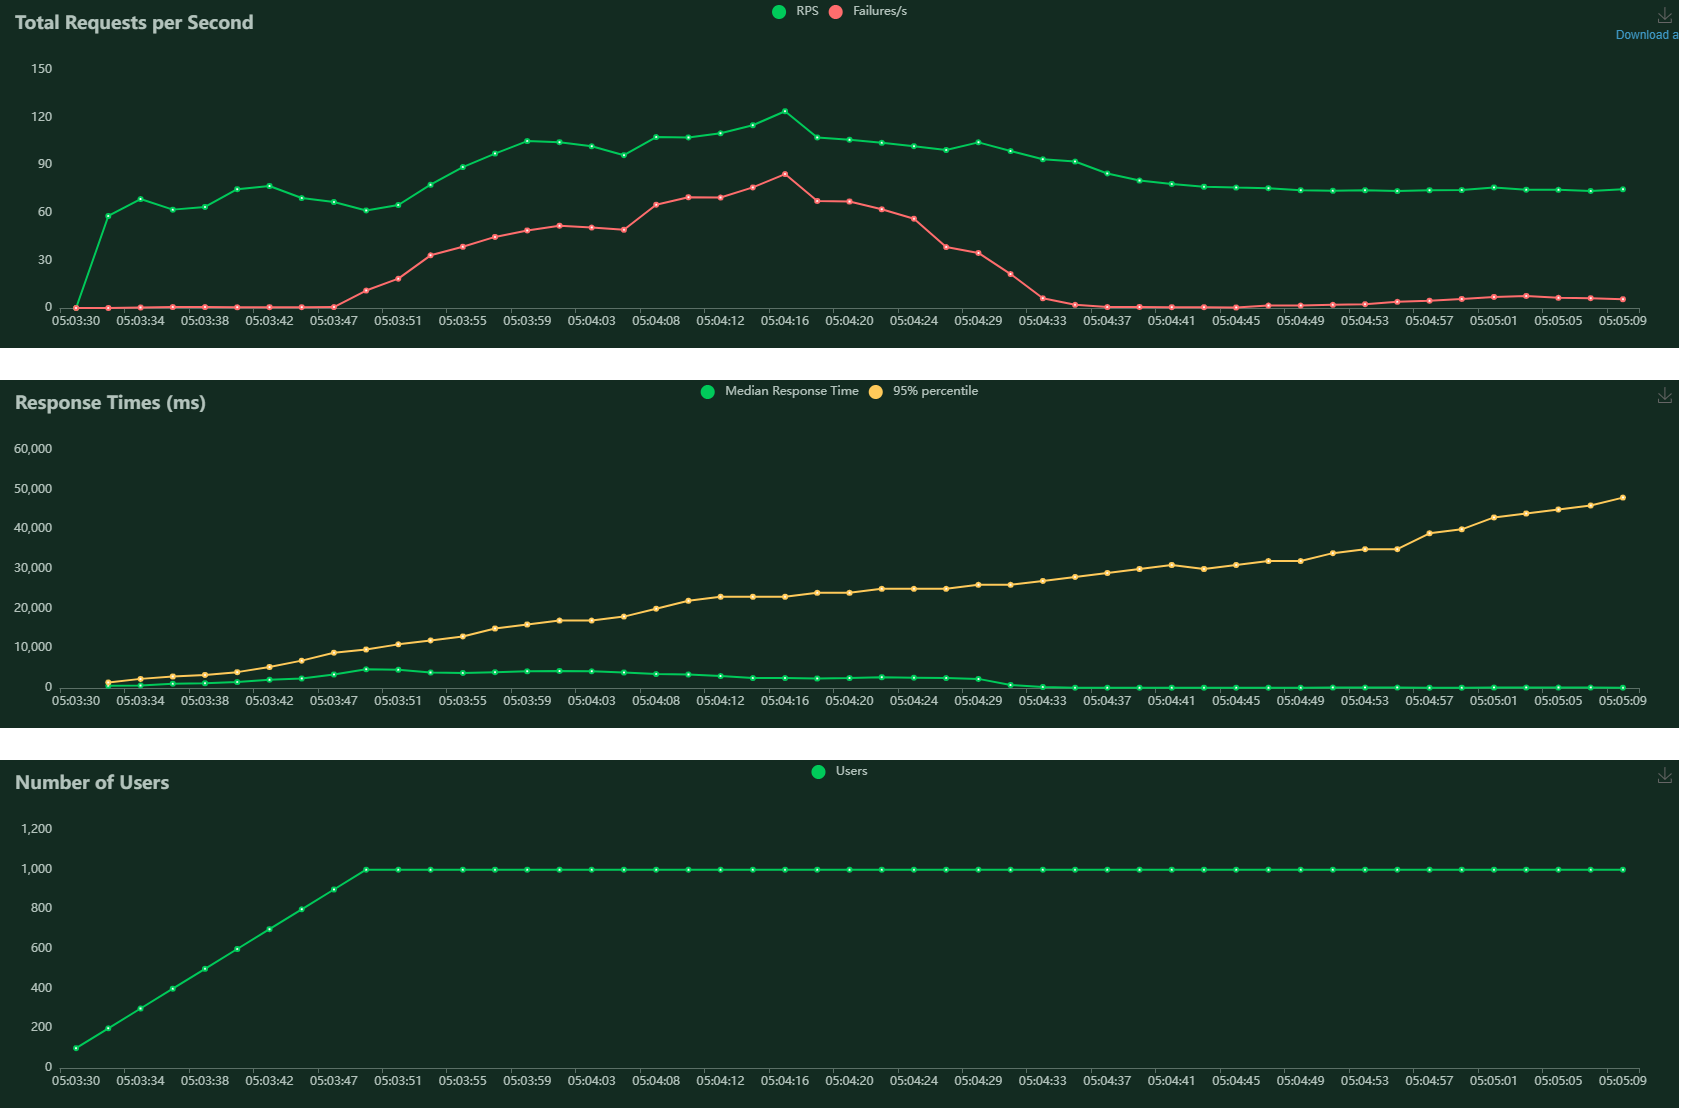 Total Requests per Second
RPS Failures/s
Download a
150
120
90
60
30
0
05:03:30 05:03:34 05:03:38 05:03:42 05:03:47 05:03:51 05:03:55 05:03:59 05:04:03 05:04:08 05:04:12 05:04:16 05:04:20 05:04:24 05:04:29 05:04:33 05:04:37 05:04:41 05:04:45 05:04:49 05:04:53 05:04:57 05:05:01 05:05:05 05:05:09
Response Times (ms)
Median Response Time 95% percentile
60,000
50,000
40,000
30,000
20,000
10,000
0
05:03:30 05:03:34 05:03:38 05:03:42 05:03:47 05:03:51 05:03:55 05:03:59 05:04:03 05:04:08 05:04:12 05:04:16 05:04:20 05:04:24 05:04:29 05:04:33 05:04:37 05:04:41 05:04:45 05:04:49 05:04:53 05:04:57 05:05:01 05:05:05 05:05:09
Number of Users
Users
1,200
1,000
800
600
400
200
0
05:03:30 05:03:34 05:03:38 05:03:42 05:03:47 05:03:51 05:03:55 05:03:59 05:04:03 05:04:08 05:04:12 05:04:16 05:04:20 05:04:24 05:04:29 05:04:33 05:04:37 05:04:41 05:04:45 05:04:49 05:04:53 05:04:57 05:05:01 05:05:05 05:05:09